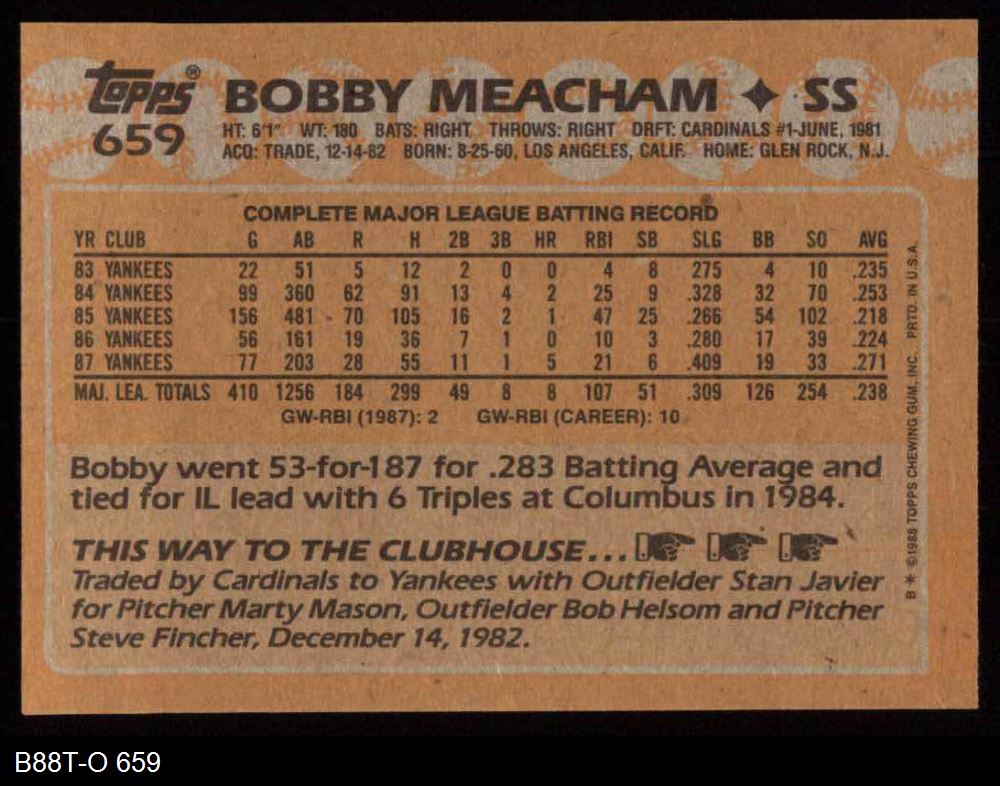 topps® BOBBY MEACHAM ✦ SS
659 HT: 6'1" WT: 180 BATS: RIGHT THROWS: RIGHT DRFT: CARDINALS #1-JUNE, 1981
ACQ: TRADE, 12-14-82 BORN: 8-25-60, LOS ANGELES, CALIF. HOME: GLEN ROCK, N.J.
COMPLETE MAJOR LEAGUE BATTING RECORD
YR CLUB G AB R H 2B 3B HR RBI SB SLG BB SO AVG
83 YANKEES 22 51 5 12 2 0 0 4 8 275 4 10 .235
84 YANKEES 99 360 62 91 13 4 2 25 9 .328 32 70 .253
85 YANKEES 156 481 70 105 16 2 1 47 25 .266 54 102 .218
86 YANKEES 56 161 19 36 7 1 0 10 3 .280 17 39 .224
87 YANKEES 77 203 28 55 11 1 5 21 6 .409 19 33 .271
MAJ. LEA. TOTALS 410 1256 184 299 49 8 8 107 51 .309 126 254 .238
GW-RBI (1987): 2 GW-RBI (CAREER): 10
Bobby went 53-for-187 for .283 Batting Average and
tied for IL lead with 6 Triples at Columbus in 1984.
THIS WAY TO THE CLUBHOUSE...
Traded by Cardinals to Yankees with Outfielder Stan Javier
for Pitcher Marty Mason, Outfielder Bob Helsom and Pitcher
Steve Fincher, December 14, 1982.
B * ©1988 TOPPS CHEWING GUM, INC. PRTD. IN U.S.A.
B88T-O 659